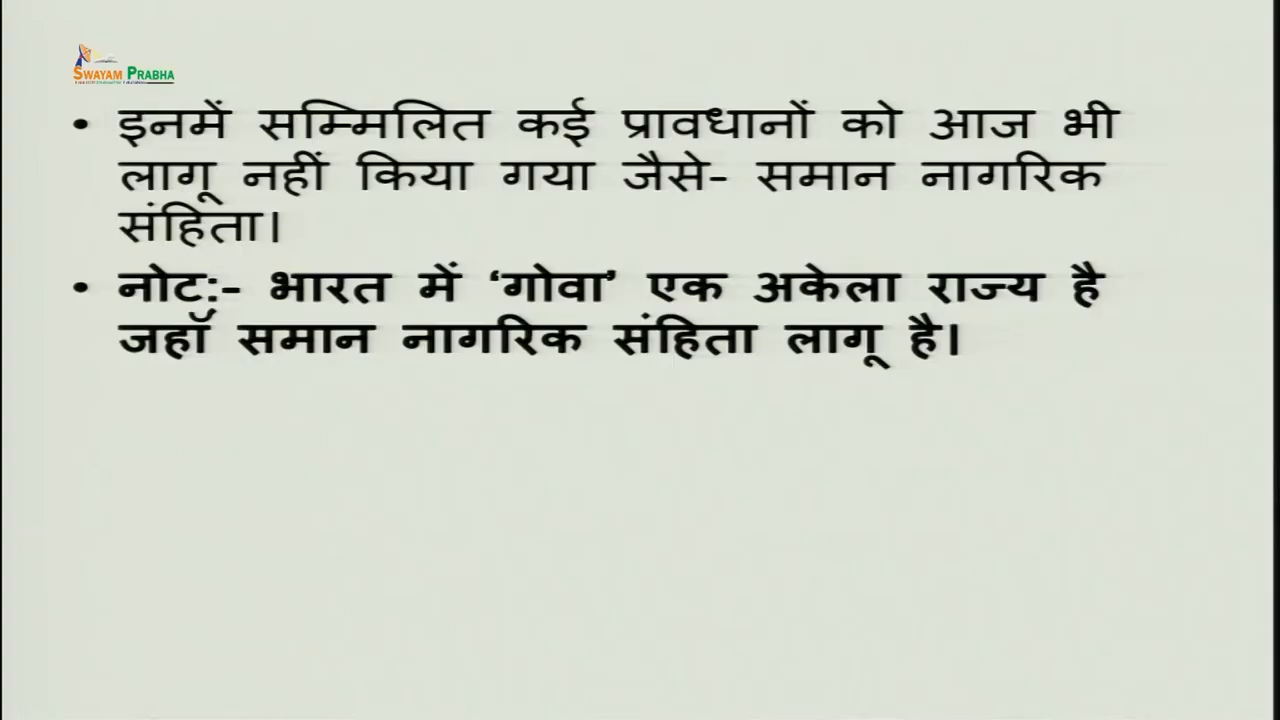 SWAYAM PRABHA
• इनमें सम्मिलित कई प्रावधानों को आज भी
लागू नहीं किया गया जैसे- समान नागरिक
संहिता।
• नोट:- भारत में ‘गोवा’ एक अकेला राज्य है
जहॉ समान नागरिक संहिता लागू है।